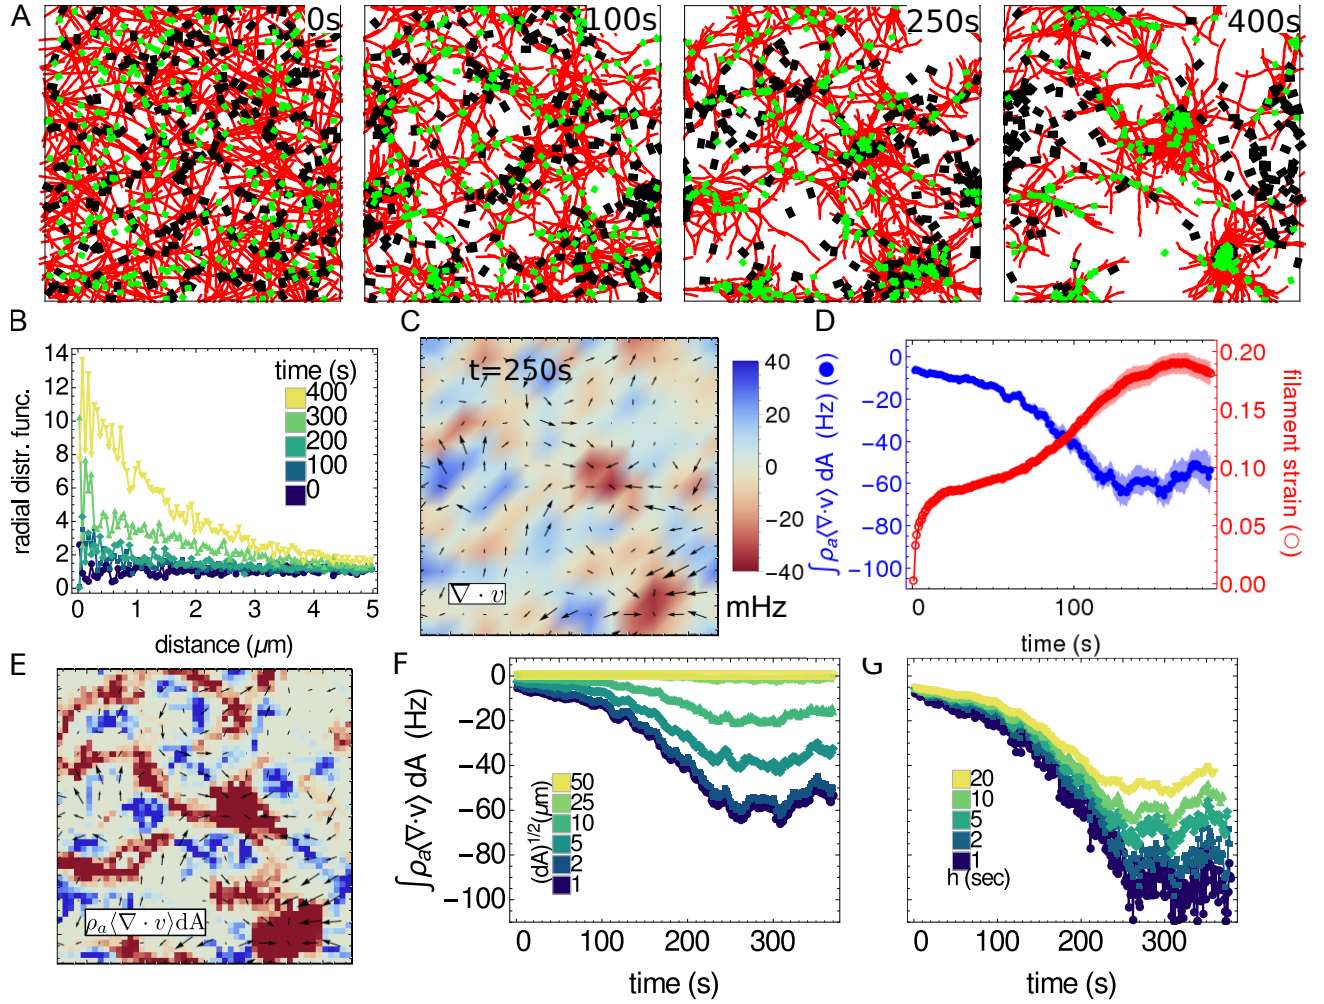 A
0s
100s
250s
400s
B
radial distr. func.
14
12
10
8
6
4
2
0
0
1
2
3
4
5
distance (µm)
time (s)
400
300
200
100
0
C
t=250s
∇ · v
40
20
0
−20
−40
mHz
D
∫ρₐ⟨∇·v⟩ dA (Hz) (●)
0
−20
−40
−60
−80
−100
0
100
time (s)
0.20
0.15
0.10
0.05
0.00
filament strain (○)
E
ρₐ⟨∇ · v⟩dA
F
∫ρₐ⟨∇·v⟩ dA (Hz)
0
−20
−40
−60
−80
−100
(dA)^1/2(µm)
50
25
10
5
2
1
0
100
200
300
time (s)
G
20
10
5
2
1
h (sec)
0
100
200
300
time (s)